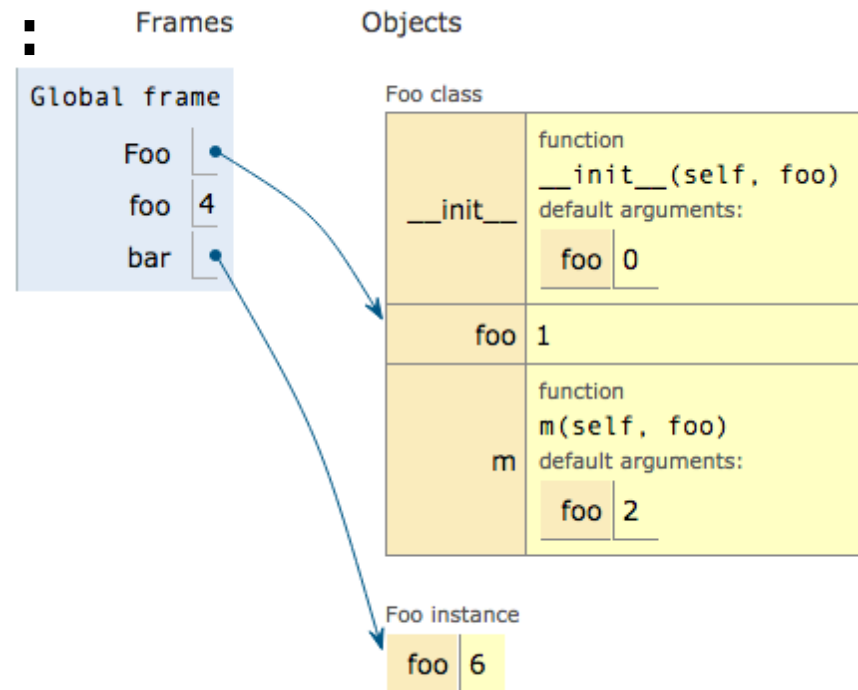 :
Frames Objects
Global frame
Foo
foo 4
bar
Foo class
__init__
function
__init__(self, foo)
default arguments:
foo 0
foo 1
m
function
m(self, foo)
default arguments:
foo 2
Foo instance
foo 6